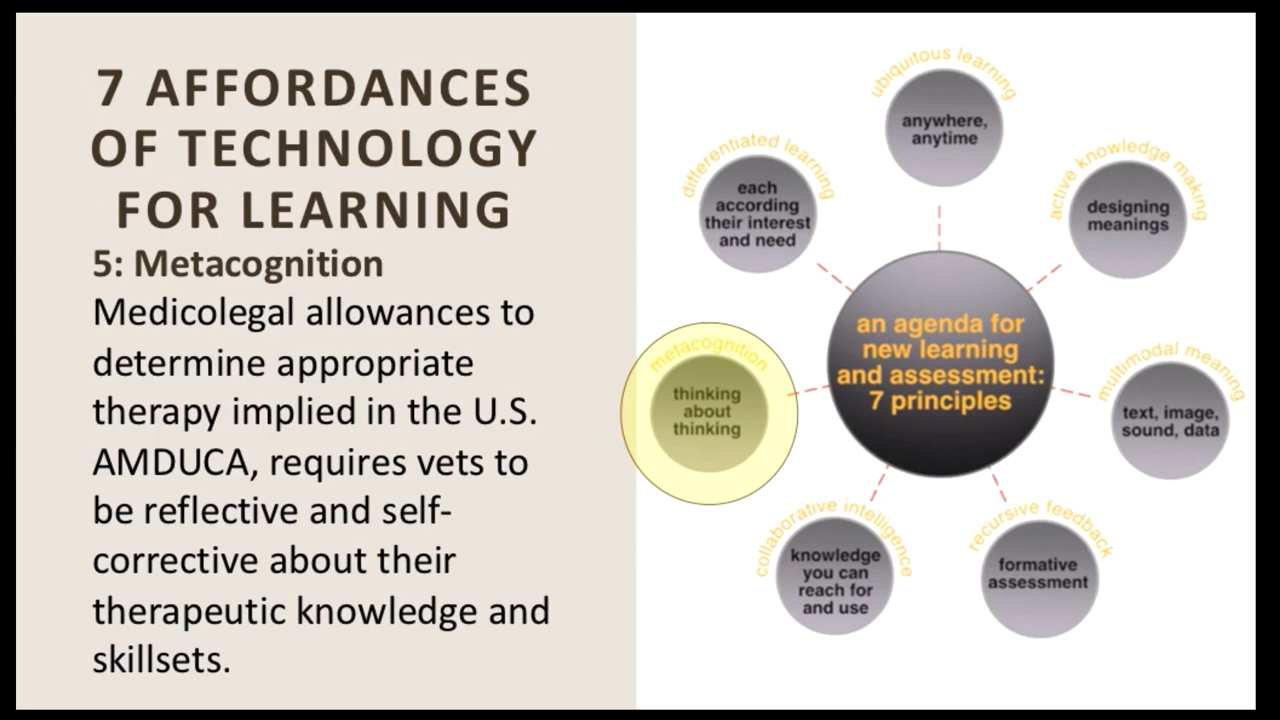 7 AFFORDANCES
OF TECHNOLOGY
FOR LEARNING
5: Metacognition
Medicolegal allowances to
determine appropriate
therapy implied in the U.S.
AMDUCA, requires vets to
be reflective and self-
corrective about their
therapeutic knowledge and
skillsets.
ubiquitous learning
anywhere,
anytime
differentiated learning
each
according
their interest
and need
active knowledge making
designing
meanings
an agenda for
new learning
and assessment:
7 principles
metacognition
thinking
about
thinking
multimodal meaning
text, image,
sound, data
collaborative intelligence
knowledge
you can
reach for
and use
recursive feedback
formative
assessment